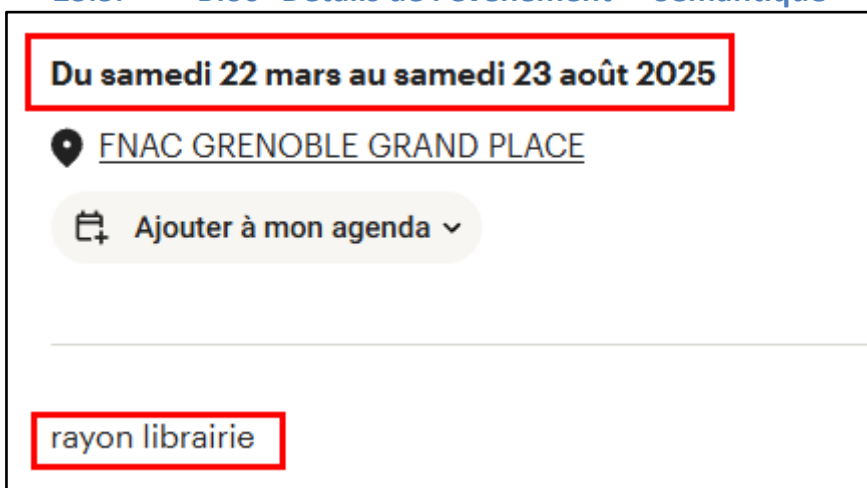 Du samedi 22 mars au samedi 23 août 2025
FNAC GRENOBLE GRAND PLACE
Ajouter à mon agenda
rayon librairie